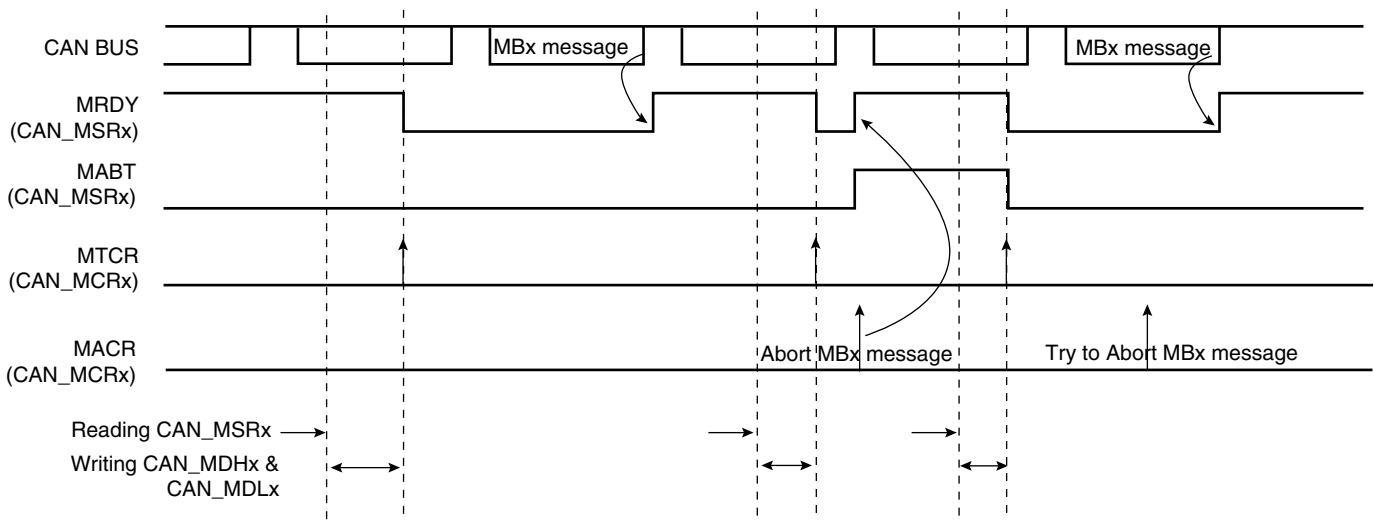 CAN BUS
MBx message
MBx message
MRDY
(CAN_MSRx)
MABT
(CAN_MSRx)
MTCR
(CAN_MCRx)
MACR
(CAN_MCRx)
Abort MBx message
Try to Abort MBx message
Reading CAN_MSRx
Writing CAN_MDHx &
CAN_MDLx